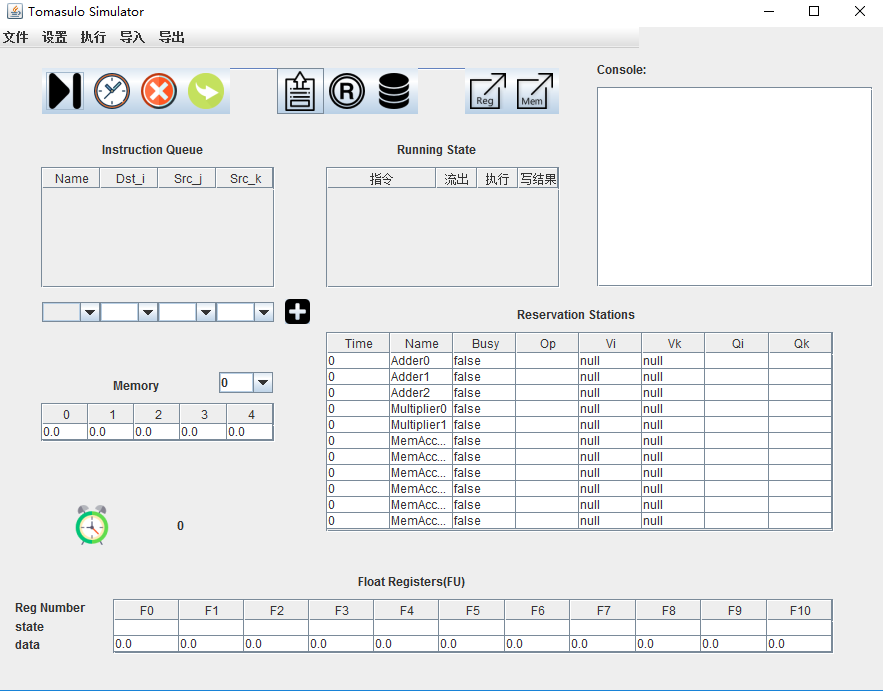 Tomasulo Simulator
文件 设置 执行 导入 导出
Console:
R Reg Mem
Instruction Queue
Running State
Name Dst_i Src_j Src_k
指令 流出 执行 写结果
Reservation Stations
Time Name Busy Op Vi Vk Qi Qk
0 Adder0 false null null
0 Adder1 false null null
0 Adder2 false null null
0 Multiplier0 false null null
0 Multiplier1 false null null
0 MemAcc... false null null
0 MemAcc... false null null
0 MemAcc... false null null
0 MemAcc... false null null
0 MemAcc... false null null
0 MemAcc... false null null
Memory 0
0 1 2 3 4
0.0 0.0 0.0 0.0 0.0
0
Float Registers(FU)
Reg Number F0 F1 F2 F3 F4 F5 F6 F7 F8 F9 F10
state
data 0.0 0.0 0.0 0.0 0.0 0.0 0.0 0.0 0.0 0.0 0.0